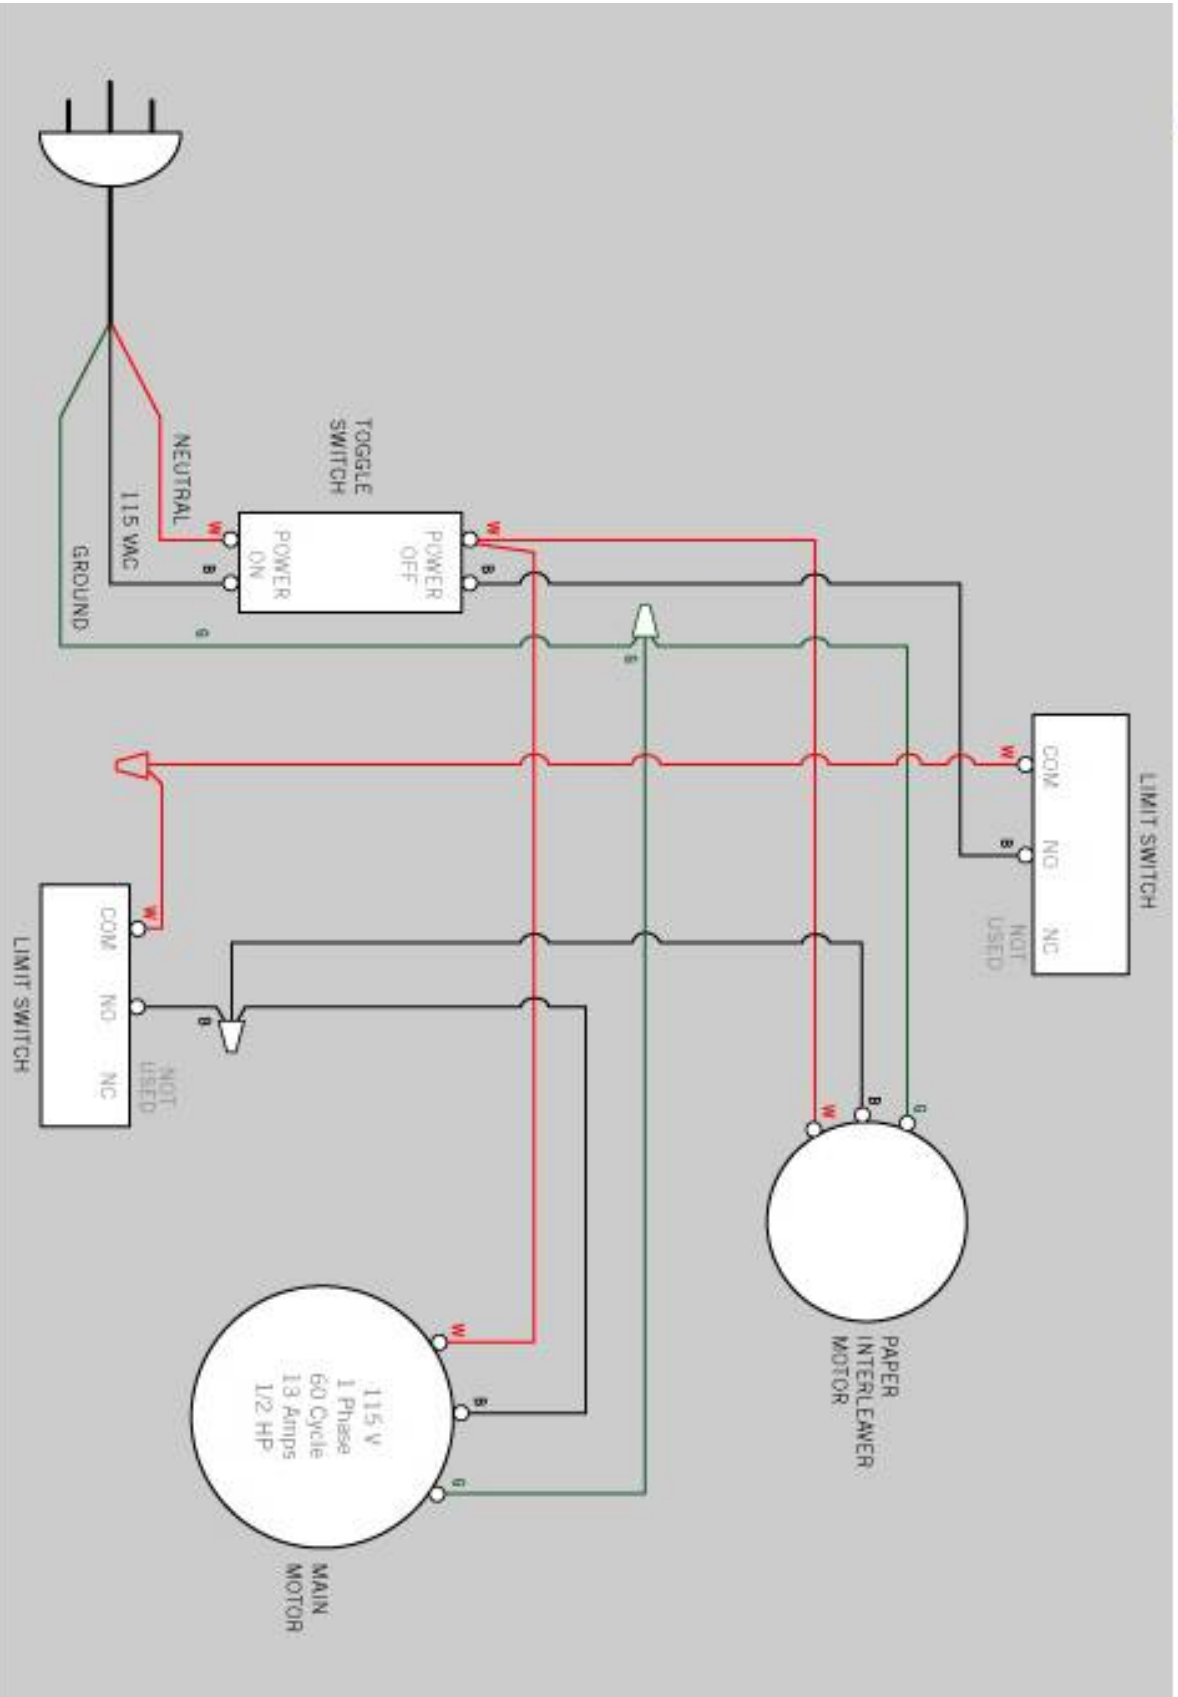 LIMIT SWITCH
COM
NO
NC
NOT
USED
W
B
PAPER
INTERLEAVER
MOTOR
G
B
W
G
TOGGLE
SWITCH
POWER
OFF
W
B
POWER
ON
W
B
NEUTRAL
115 VAC
GROUND
G
W
B
G
115 V
1 Phase
60 Cycle
13 Amps
1/2 HP
MAIN
MOTOR
B
W
NOT
USED
COM
NO
NC
LIMIT SWITCH